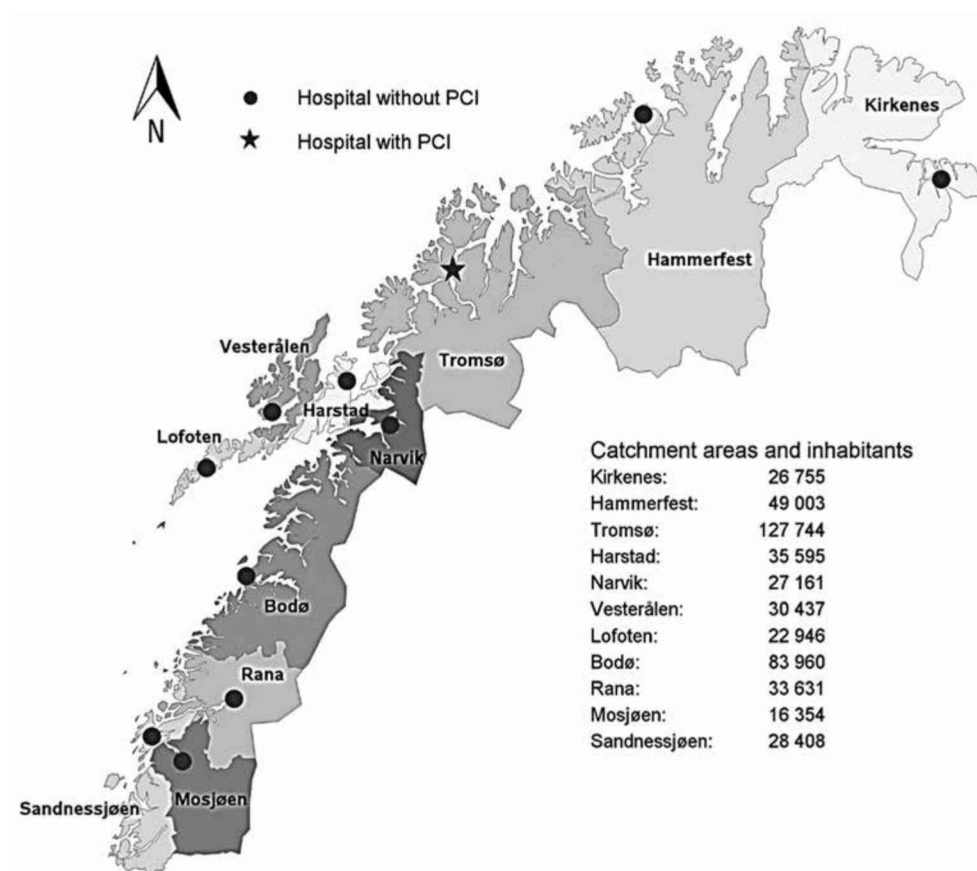 Hospital without PCI
Hospital with PCI
N
Kirkenes
Hammerfest
Vesterålen
Tromsø
Harstad
Lofoten
Narvik
Bodø
Rana
Sandnessjøen
Mosjøen
Catchment areas and inhabitants
Kirkenes: 26 755
Hammerfest: 49 003
Tromsø: 127 744
Harstad: 35 595
Narvik: 27 161
Vesterålen: 30 437
Lofoten: 22 946
Bodø: 83 960
Rana: 33 631
Mosjøen: 16 354
Sandnessjøen: 28 408